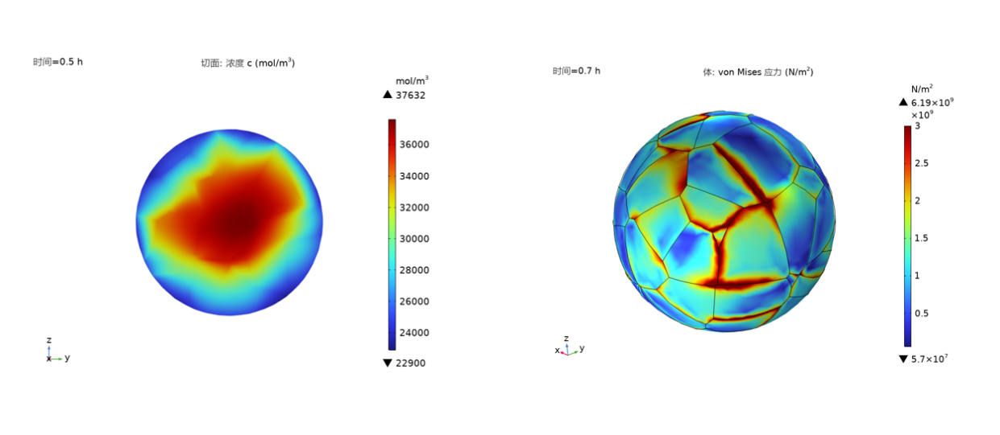 时间=0.5 h
切面: 浓度 c (mol/m³)
mol/m³
▲ 37632
36000
34000
32000
30000
28000
26000
24000
▼ 22900
z
x
y
时间=0.7 h
体: von Mises 应力 (N/m²)
N/m²
▲ 6.19×10⁹
×10⁹
3
2.5
2
1.5
1
0.5
▼ 5.7×10⁷
z
x
y